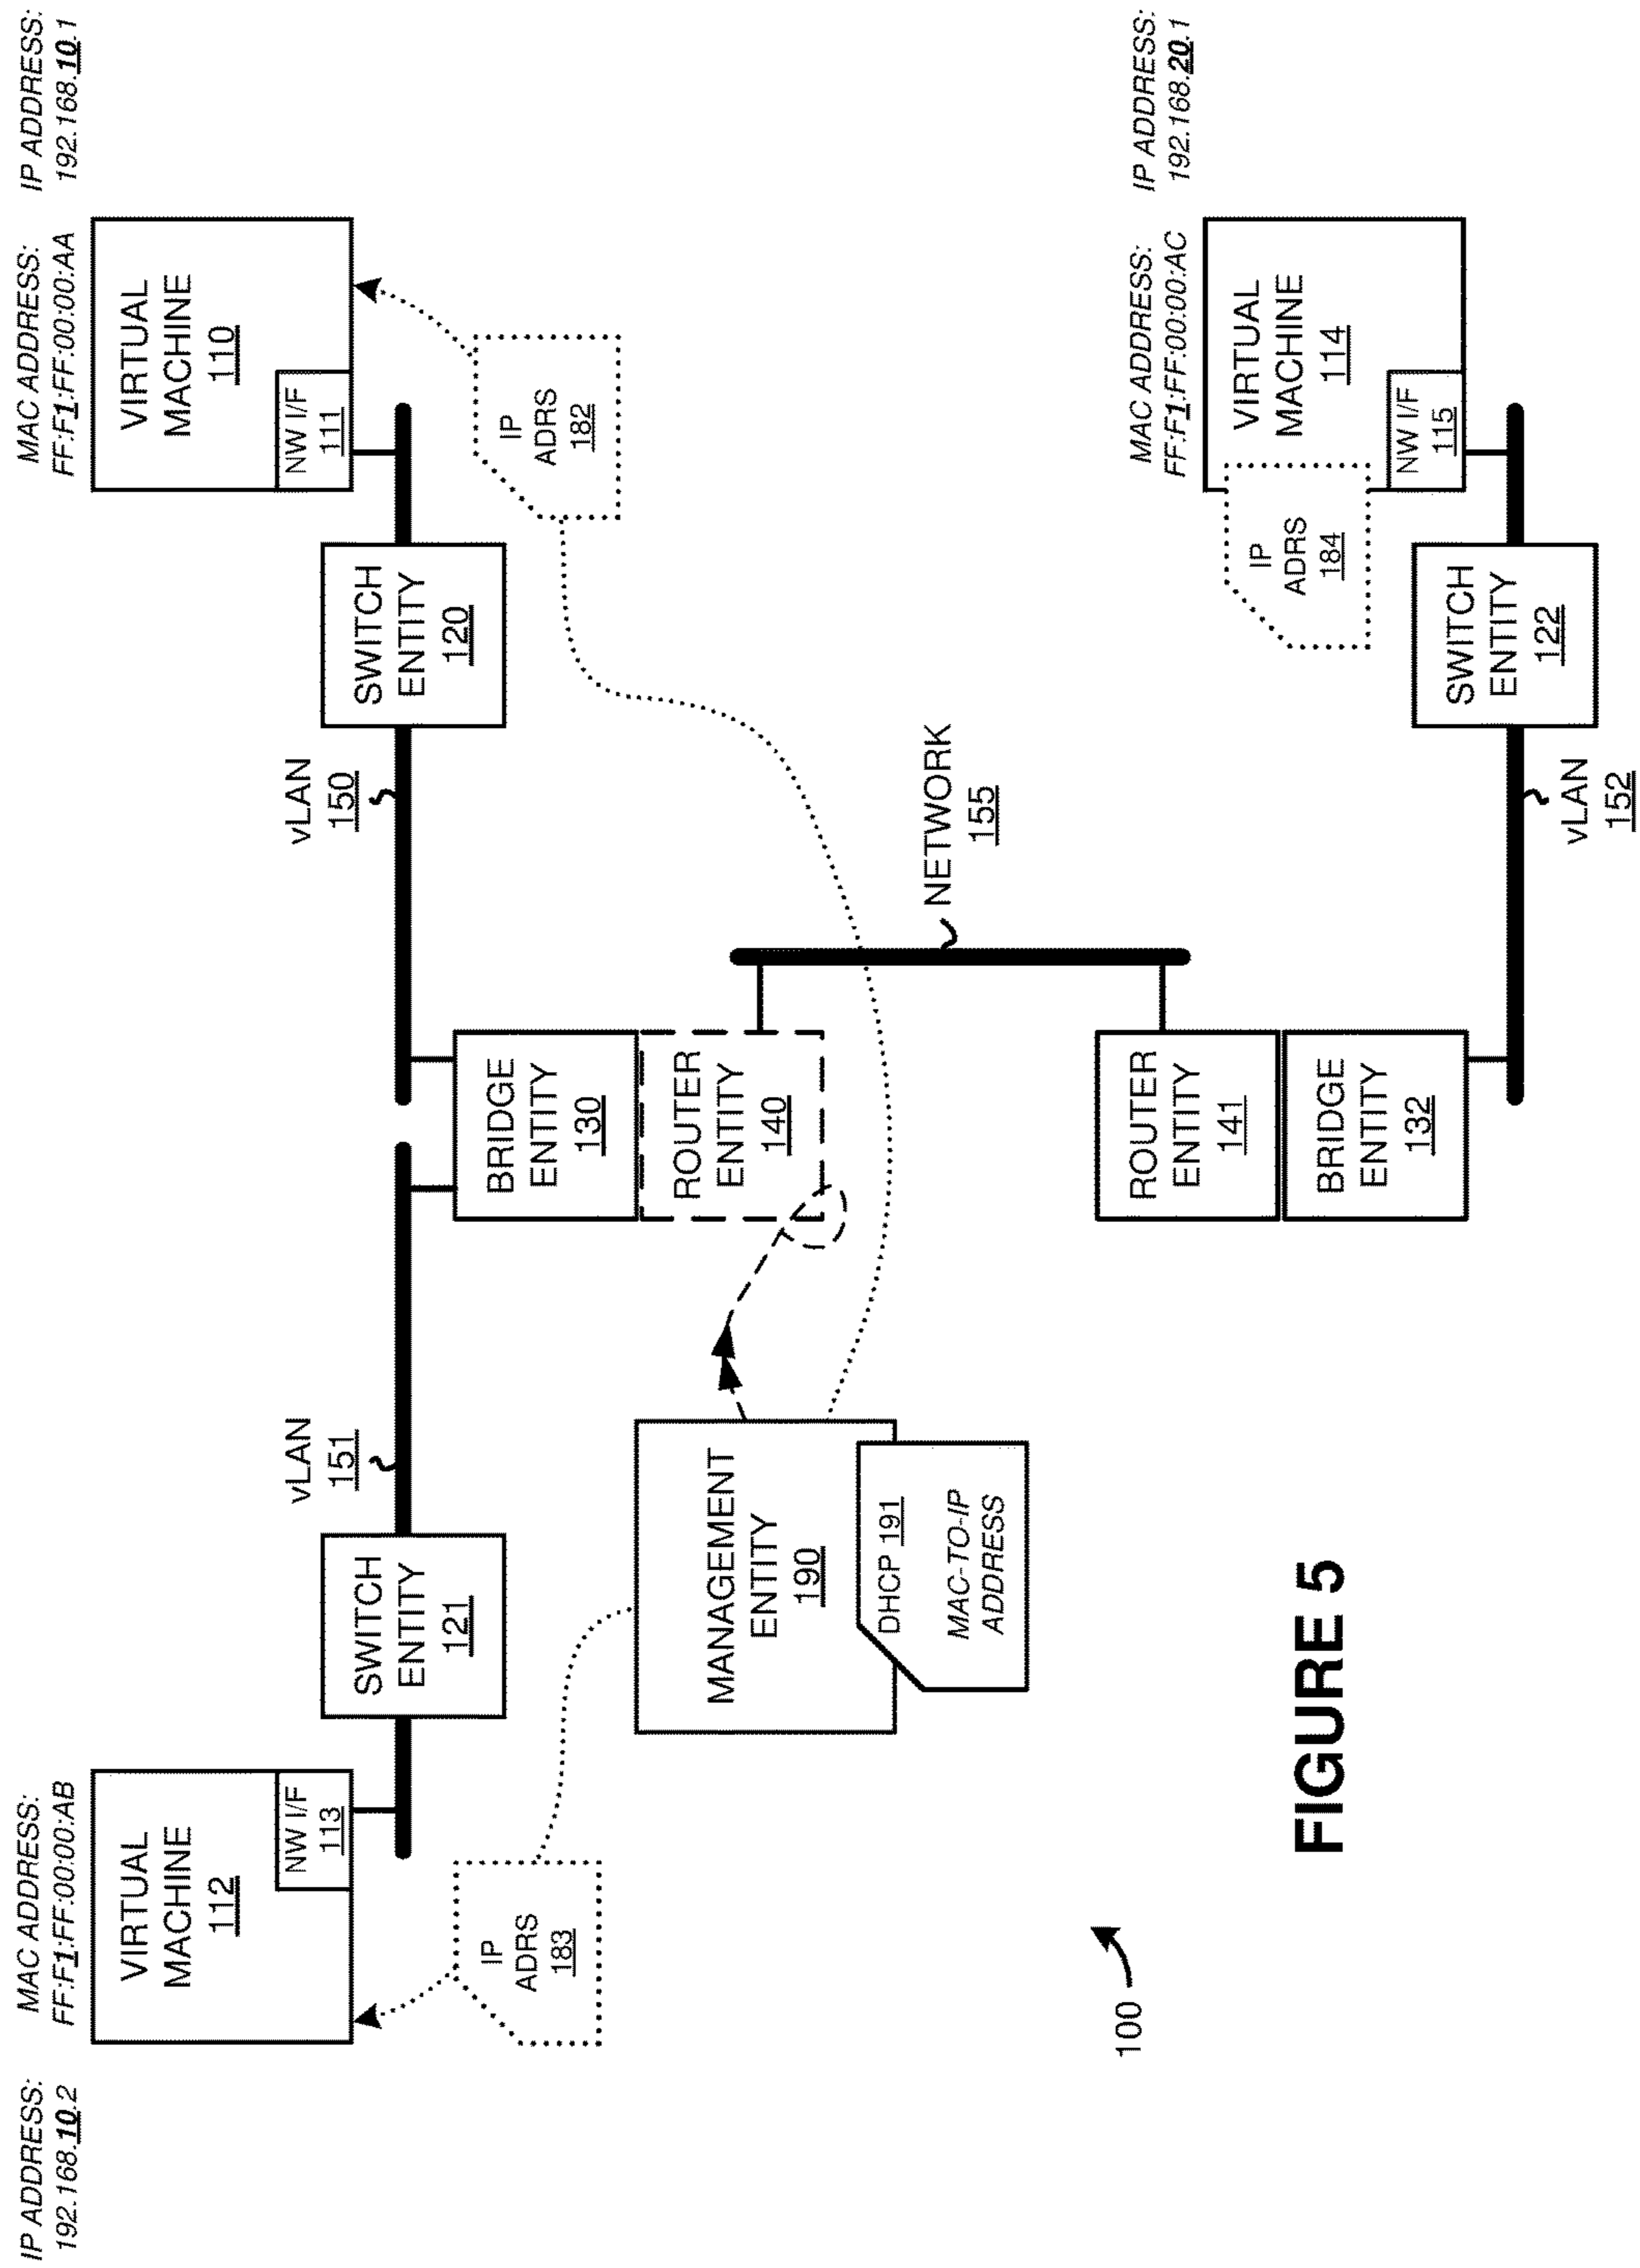 IP ADDRESS:
192.168.10.2
MAC ADDRESS:
FF:F1:FF:00:00:AB
VIRTUAL
MACHINE
112
NW I/F
113
SWITCH
ENTITY
121
vLAN
151
vLAN
150
SWITCH
ENTITY
120
MAC ADDRESS:
FF:F1:FF:00:00:AA
IP ADDRESS:
192.168.10.1
VIRTUAL
MACHINE
110
NW I/F
111
IP
ADRS
183
IP
ADRS
182
BRIDGE
ENTITY
130
ROUTER
ENTITY
140
MANAGEMENT
ENTITY
190
DHCP 191
MAC-TO-IP
ADDRESS
NETWORK
155
100
FIGURE 5
ROUTER
ENTITY
141
BRIDGE
ENTITY
132
MAC ADDRESS:
FF:F1:FF:00:00:AC
IP ADDRESS:
192.168.20.1
VIRTUAL
MACHINE
114
NW I/F
115
IP
ADRS
184
SWITCH
ENTITY
122
vLAN
152